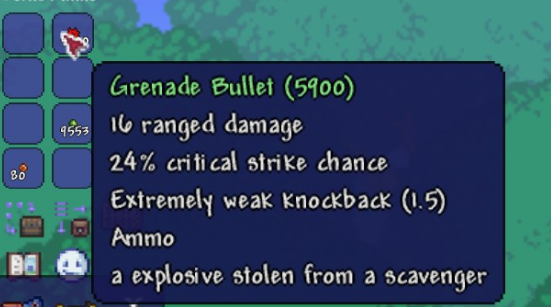 Grenade Bullet (5900)
16 ranged damage
24% critical strike chance
Extremely weak knockback (1.5)
Ammo
a explosive stolen from a scavenger
9553
80